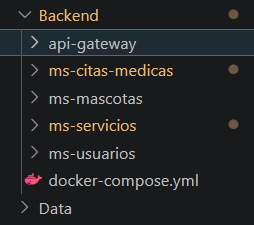 Backend
api-gateway
ms-citas-medicas
ms-mascotas
ms-servicios
ms-usuarios
docker-compose.yml
Data